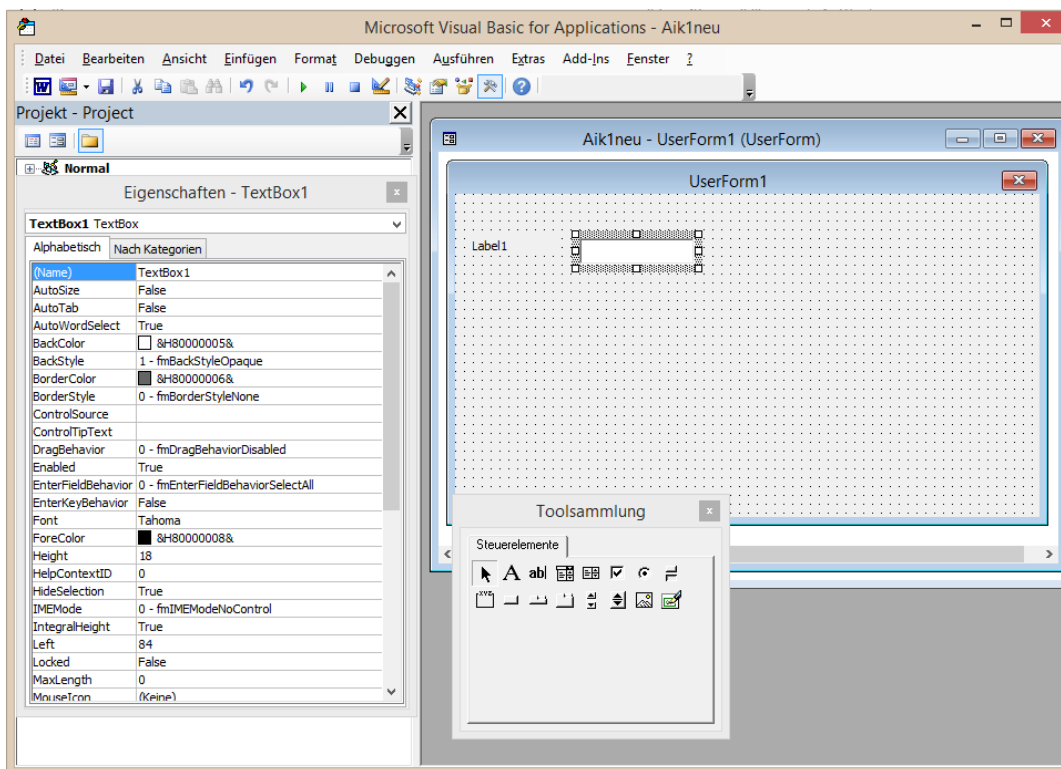 Microsoft Visual Basic for Applications - Aik1neu
Datei Bearbeiten Ansicht Einfügen Format Debuggen Ausführen Extras Add-Ins Fenster ?
Projekt - Project
Normal
Eigenschaften - TextBox1
TextBox1 TextBox
Alphabetisch Nach Kategorien
(Name) TextBox1
AutoSize False
AutoTab False
AutoWordSelect True
BackColor &H80000005&
BackStyle 1 - fmBackStyleOpaque
BorderColor &H80000006&
BorderStyle 0 - fmBorderStyleNone
ControlSource
ControlTipText
DragBehavior 0 - fmDragBehaviorDisabled
Enabled True
EnterFieldBehavior 0 - fmEnterFieldBehaviorSelectAll
EnterKeyBehavior False
Font Tahoma
ForeColor &H80000008&
Height 18
HelpContextID 0
HideSelection True
IMEMode 0 - fmIMEModeNoControl
IntegralHeight True
Left 84
Locked False
MaxLength 0
MouseIcon (Keine)
Aik1neu - UserForm1 (UserForm)
UserForm1
Label1
Toolsammlung
Steuerelemente
A abl
XYZ